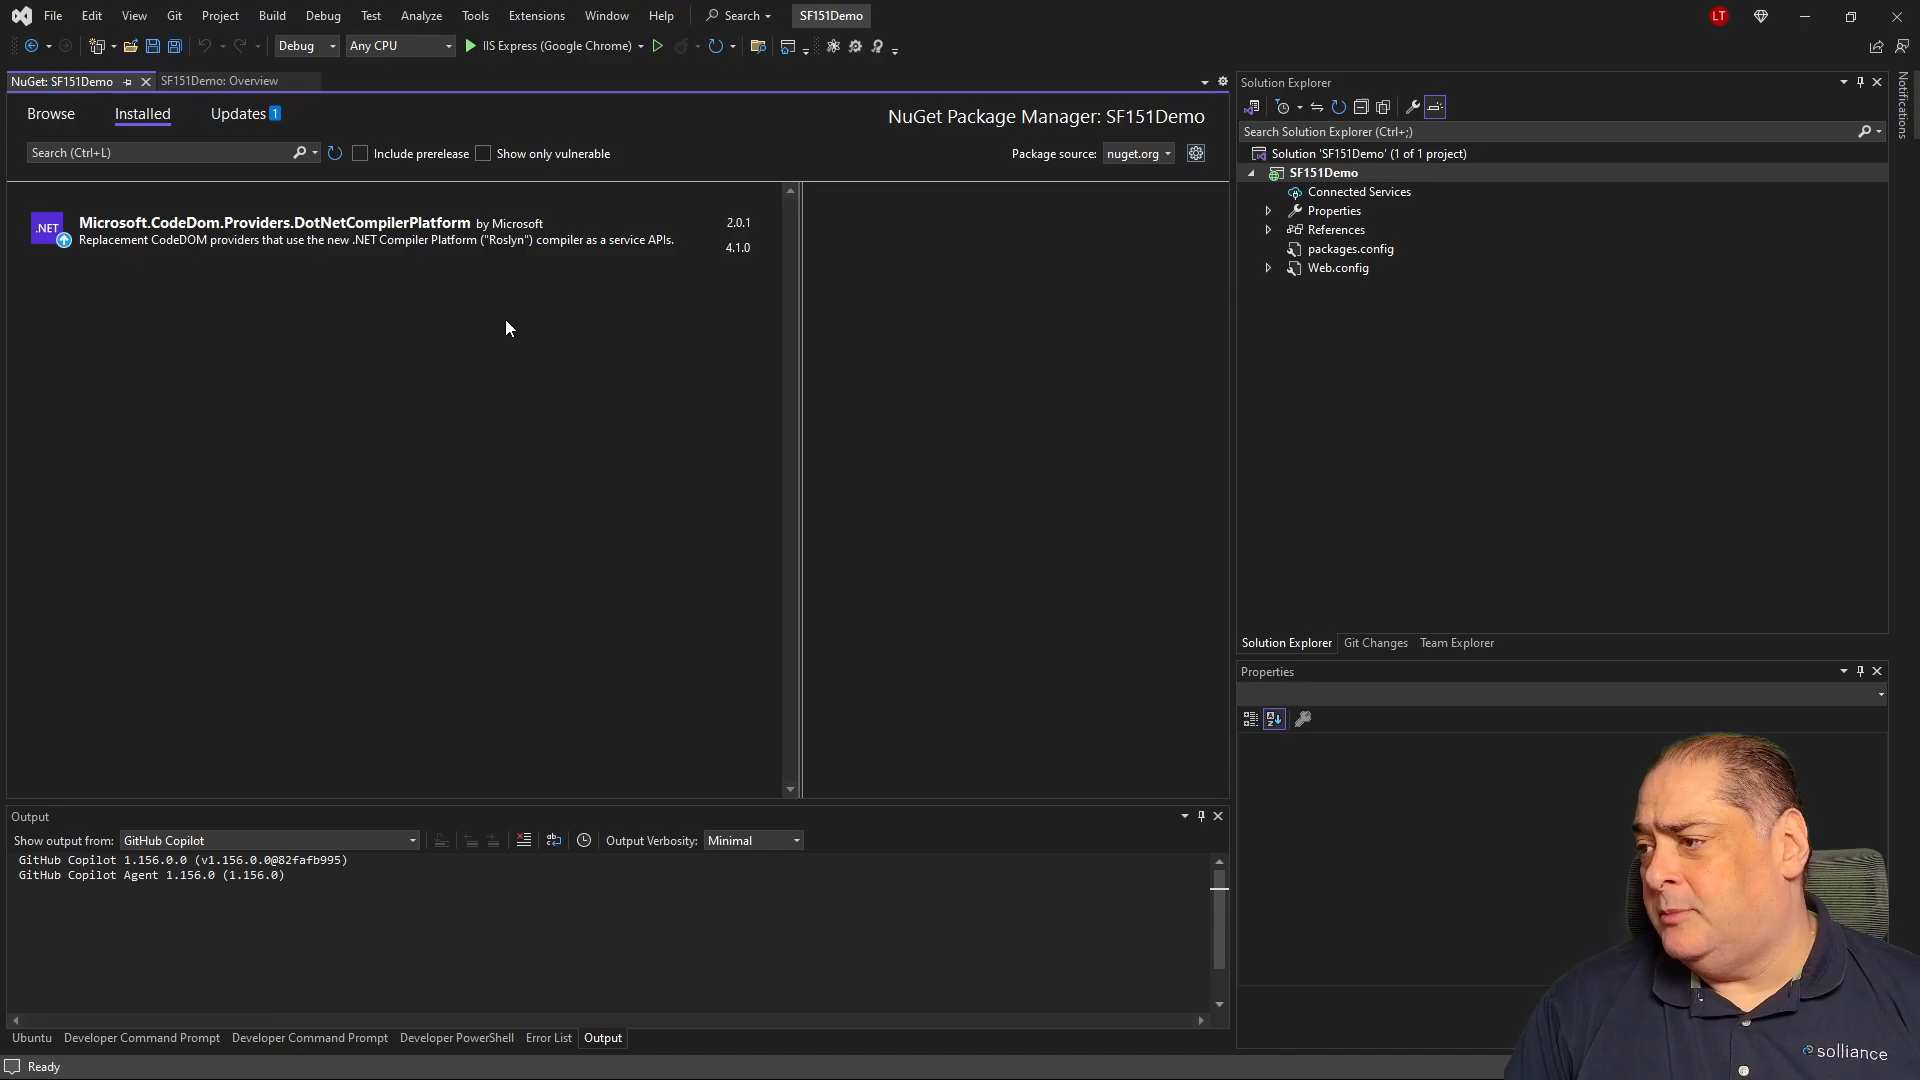 File Edit View Git Project Build Debug Test Analyze Tools Extensions Window Help Search SF151Demo LT
Debug Any CPU IIS Express (Google Chrome)
NuGet: SF151Demo SF151Demo: Overview
Browse Installed Updates 1 NuGet Package Manager: SF151Demo
Search (Ctrl+L) Include prerelease Show only vulnerable Package source: nuget.org
.NET Microsoft.CodeDom.Providers.DotNetCompilerPlatform by Microsoft 2.0.1
Replacement CodeDOM providers that use the new .NET Compiler Platform ("Roslyn") compiler as a service APIs. 4.1.0
Solution Explorer
Search Solution Explorer (Ctrl+;)
Solution 'SF151Demo' (1 of 1 project)
SF151Demo
Connected Services
Properties
References
packages.config
Web.config
Solution Explorer Git Changes Team Explorer
Properties
Notifications
Output
Show output from: GitHub Copilot Output Verbosity: Minimal
GitHub Copilot 1.156.0.0 (v1.156.0.0@82fafb995)
GitHub Copilot Agent 1.156.0 (1.156.0)
Ubuntu Developer Command Prompt Developer Command Prompt Developer PowerShell Error List Output
Ready
solliance